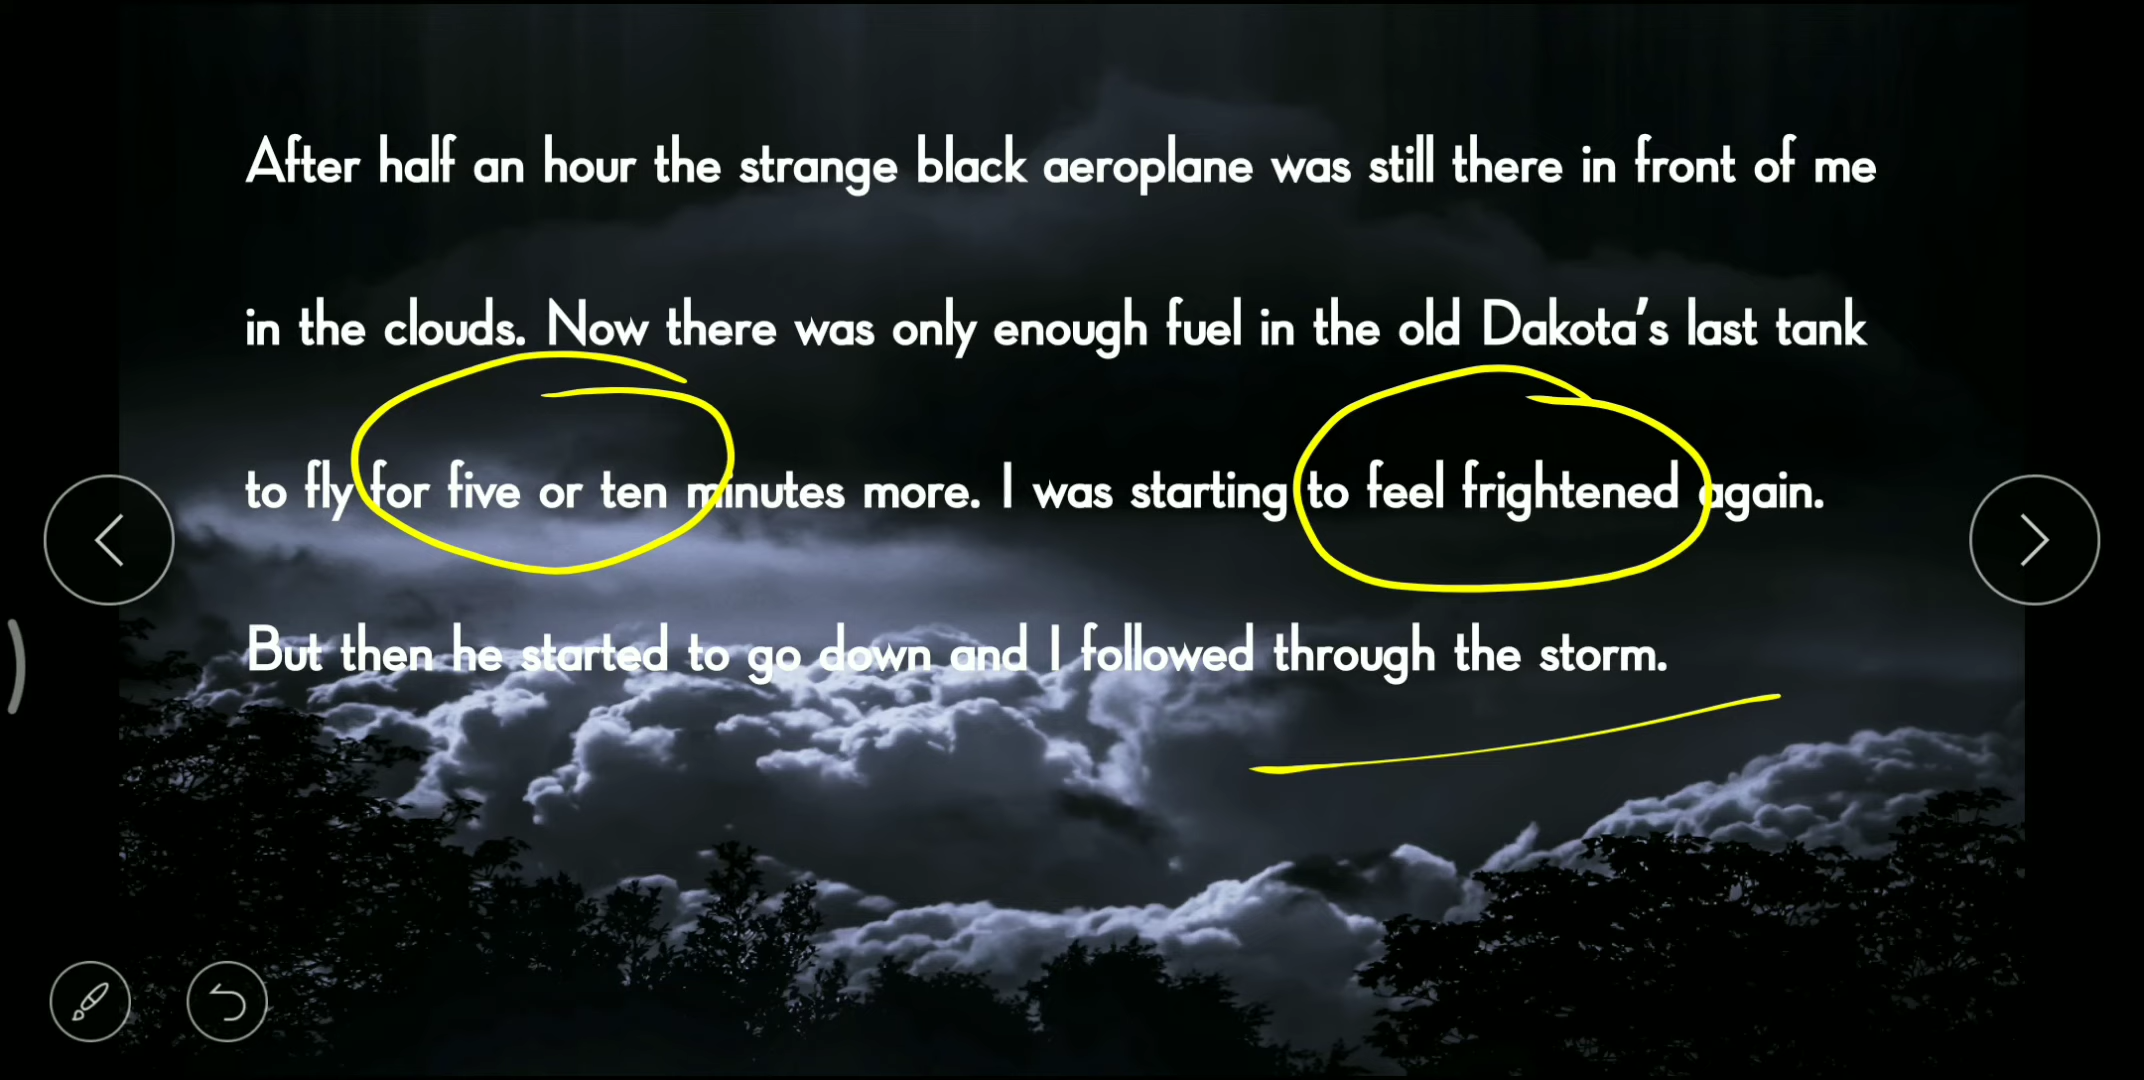 After half an hour the strange black aeroplane was still there in front of me
in the clouds. Now there was only enough fuel in the old Dakota's last tank
to fly for five or ten minutes more. I was starting to feel frightened again.
But then he started to go down and I followed through the storm.